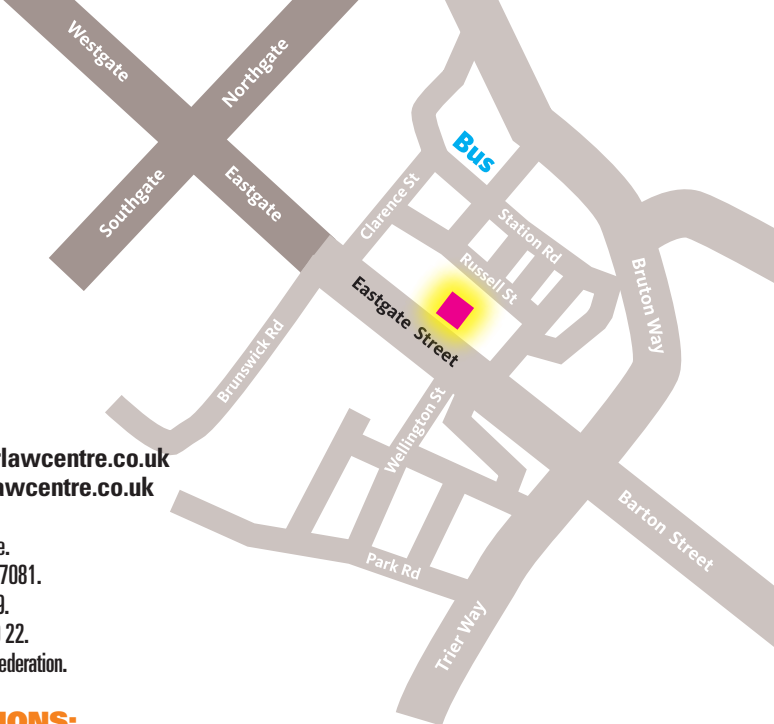 Westgate
Northgate
Southgate
Eastgate
Bus
Clarence St
Station Rd
Russell St
Bruton Way
Eastgate Street
Brunswick Rd
Wellington St
lawcentre.co.uk
awcentre.co.uk
Barton Street
Park Rd
Trier Way
e.
7081.
9.
22.
ederation.
IONS: